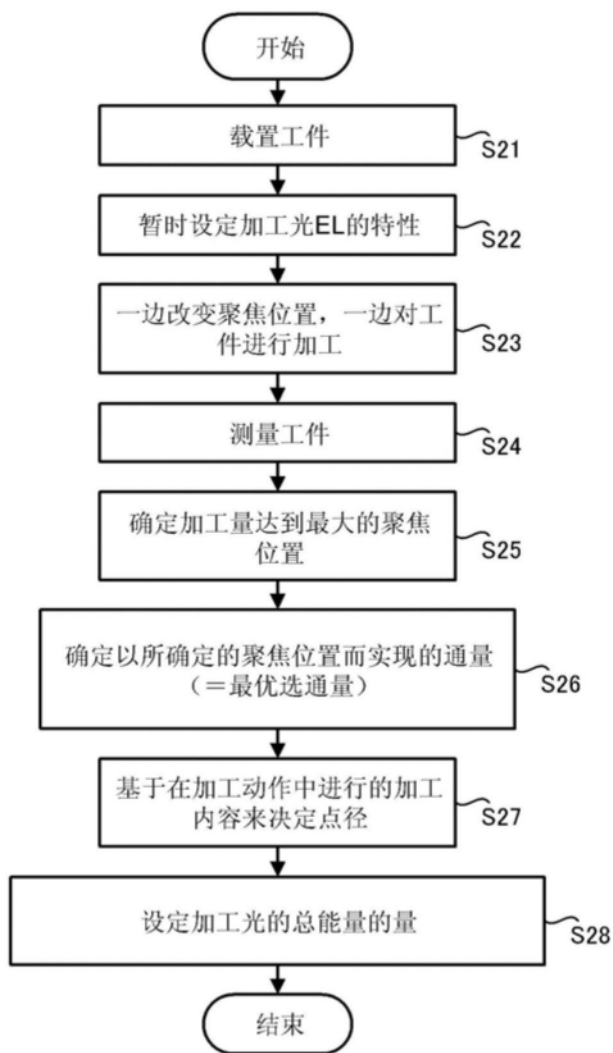 开始
载置工件
S21
暂时设定加工光EL的特性
S22
一边改变聚焦位置，一边对工
件进行加工
S23
测量工件
S24
确定加工量达到最大的聚焦
位置
S25
确定以所确定的聚焦位置而实现的通量
（＝最优选通量）
S26
基于在加工动作中进行的加工
内容来决定点径
S27
设定加工光的总能量的量
S28
结束